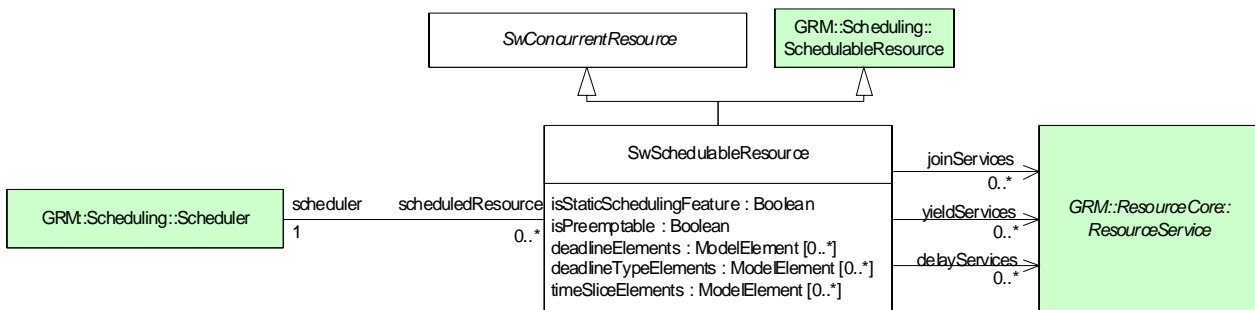 SwConcurrentResource
GRM::Scheduling::
SchedulableResource
SwSchedulableResource
isStaticSchedulingFeature : Boolean
isPreemptable : Boolean
deadlineElements : ModelElement [0..*]
deadlineTypeElements : ModelElement [0..*]
timeSliceElements : ModelElement [0..*]
GRM::Scheduling::Scheduler
scheduler
1
scheduledResource
0..*
joinServices
0..*
yieldServices
0..*
delayServices
0..*
GRM::ResourceCore::
ResourceService